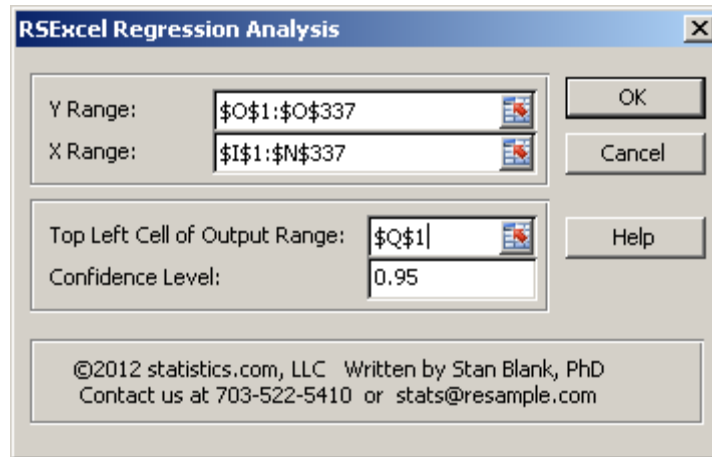 RSExcel Regression Analysis
Y Range: $O$1:$O$337
OK
X Range: $I$1:$N$337
Cancel
Top Left Cell of Output Range: $Q$1
Help
Confidence Level: 0.95
©2012 statistics.com, LLC Written by Stan Blank, PhD
Contact us at 703-522-5410 or stats@resample.com